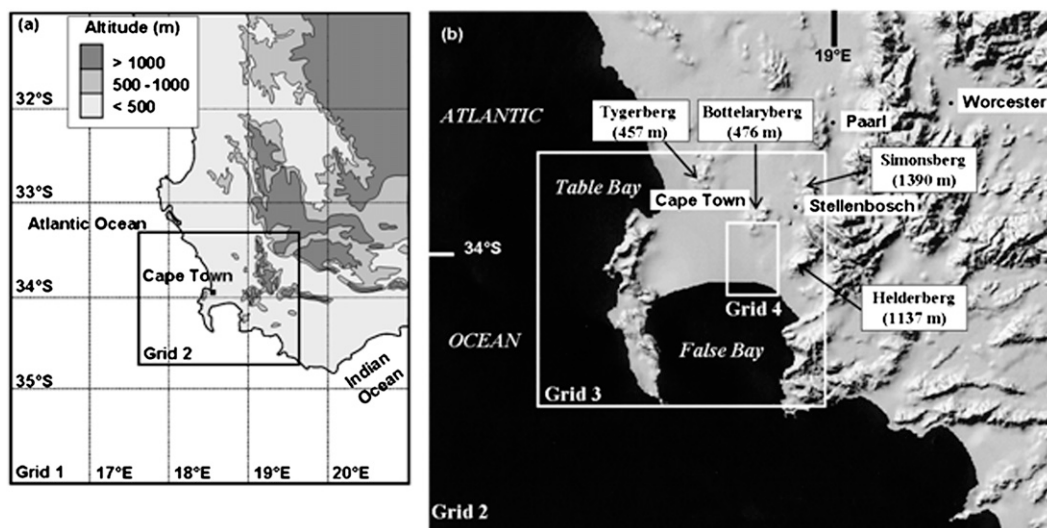 (a)
Altitude (m)
> 1000
500 -1000
< 500
32°S
33°S
Atlantic Ocean
Cape Town
34°S
Grid 2
Indian
Ocean
35°S
Grid 1
17°E
18°E
19°E
20°E
(b)
19°E
ATLANTIC
Tygerberg
(457 m)
Bottelaryberg
(476 m)
Worcester
Paarl
Simonsberg
(1390 m)
Table Bay
Cape Town
Stellenbosch
34°S
Helderberg
(1137 m)
Grid 4
OCEAN
False Bay
Grid 3
Grid 2